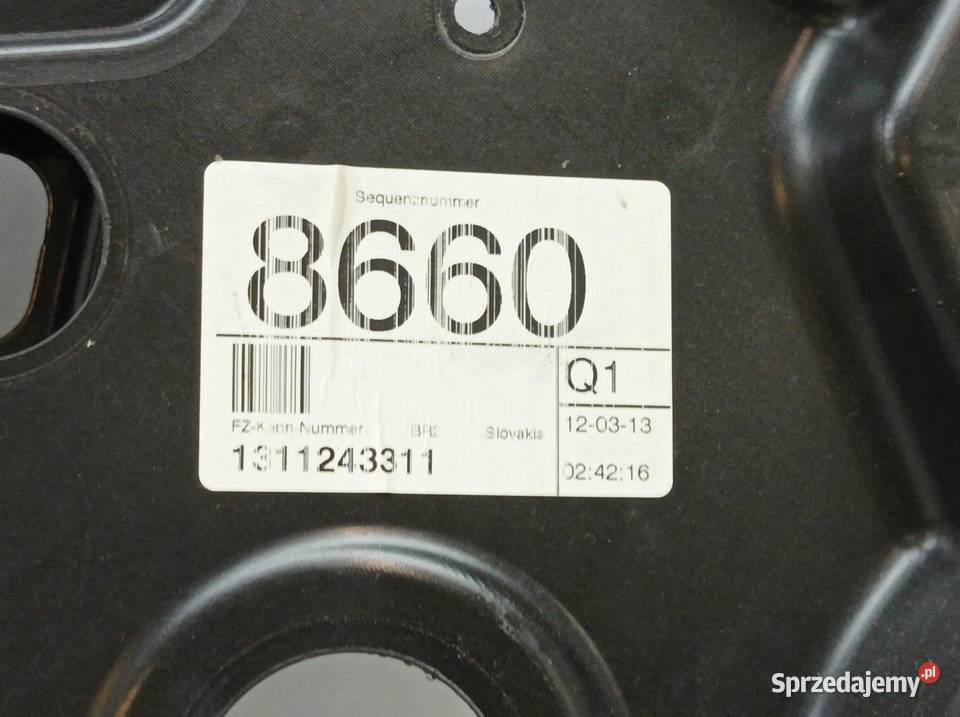 Sequenznummer
8660
Q1
FZ-Kenn-Nummer BR2 Slovakia
12-03-13
1311243311
02:42:16
Sprzedajemy.pl